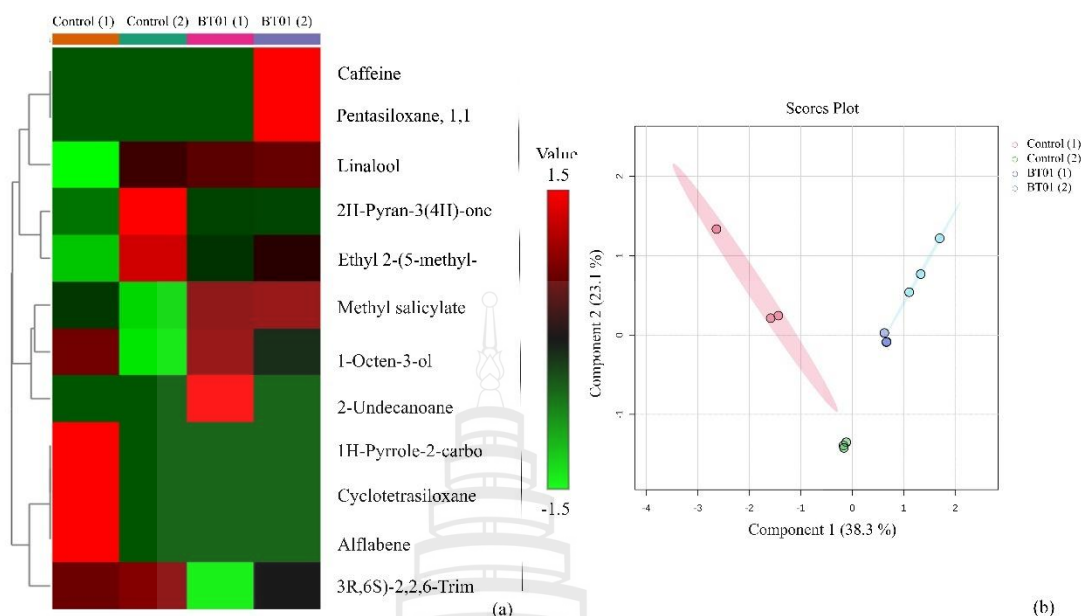 Control (1) Control (2) BT01 (1) BT01 (2)
Caffeine
Pentasiloxane, 1,1
Linalool
2H-Pyran-3(4H)-onc
Ethyl 2-(5-methyl-
Methyl salicylate
1-Octen-3-ol
2-Undecanoane
1H-Pyrrole-2-carbo
Cyclotetrasiloxane
Alflabene
3R,6S)-2,2,6-Trim
Value
1.5
-1.5
(a)
Scores Plot
Component 2 (23.1 %)
2
1
0
-1
-4 -3 -2 -1 0 1 2
Component 1 (38.3 %)
Control (1)
Control (2)
BT01 (1)
BT01 (2)
(b)